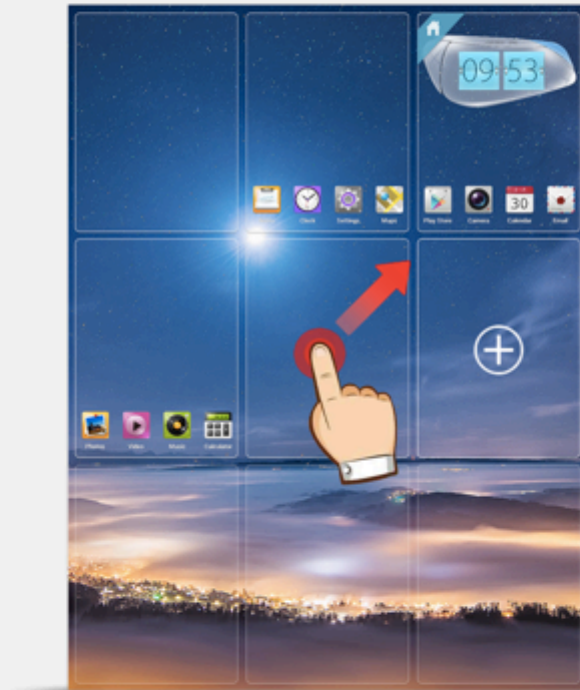 09 53
Clock Settings Maps
Play Store Camera Calendar Email
30
Photos Video Music Calculator